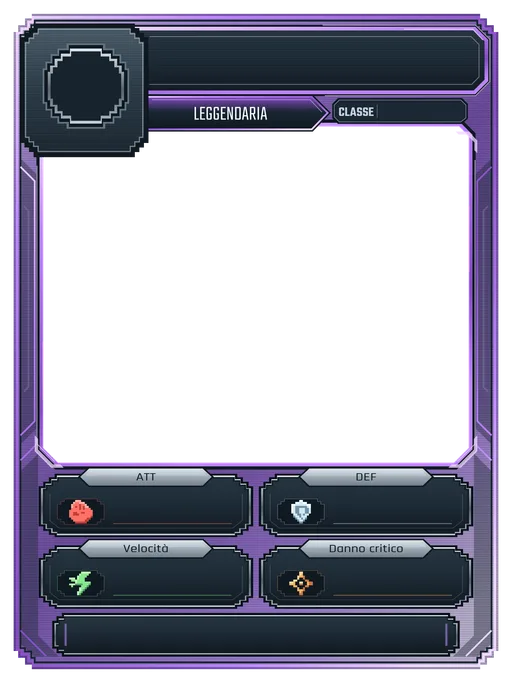 LEGGENDARIA
CLASSE
ATT
DEF
Velocità
Danno critico